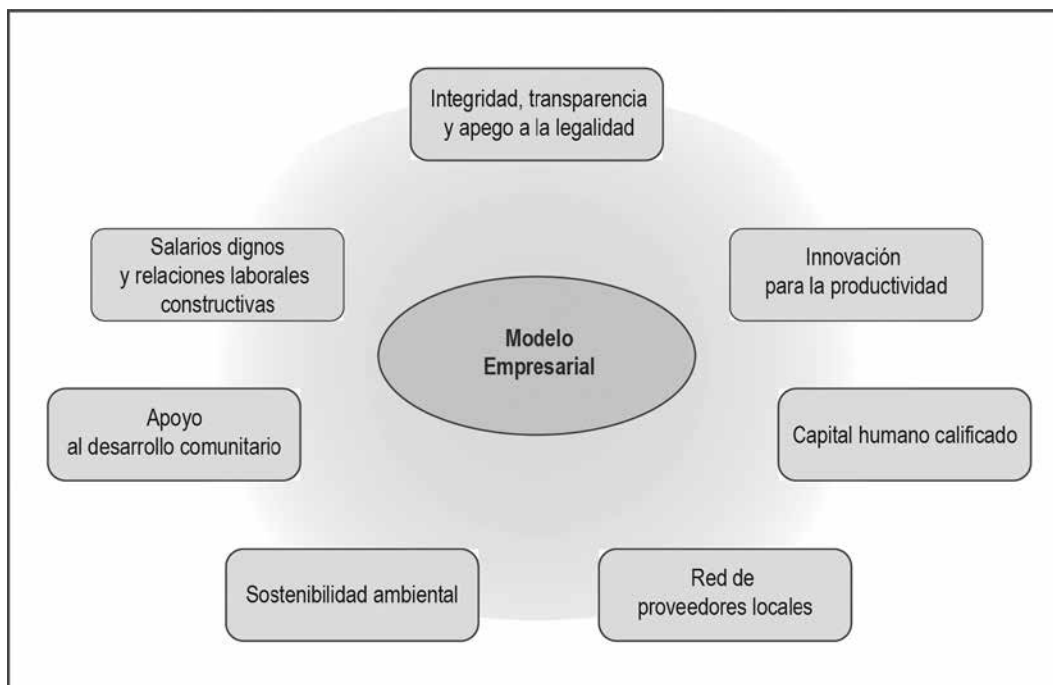 Integridad, transparencia
y apego a la legalidad
Salarios dignos
y relaciones laborales
constructivas
Innovación
para la productividad
Modelo
Empresarial
Apoyo
al desarrollo comunitario
Capital humano calificado
Sostenibilidad ambiental
Red de
proveedores locales